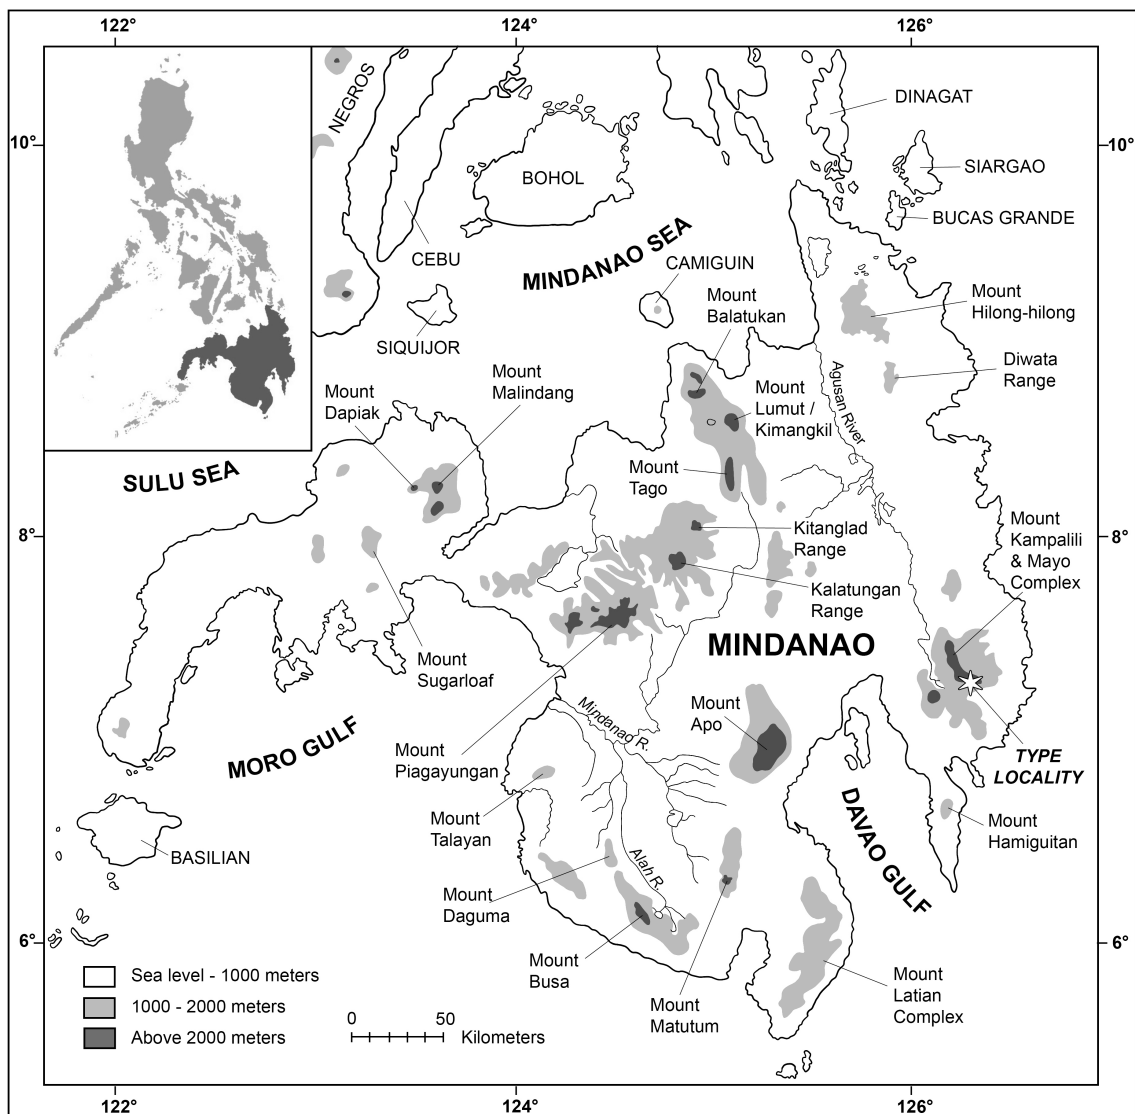 122°
124°
126°
10°
10°
NEGROS
DINAGAT
SIARGAO
BOHOL
BUCAS GRANDE
CEBU
MINDANAO SEA
CAMIGUIN
Mount
Balatukan
Mount
Hilong-hilong
SIQUIJOR
Diwata
Range
Mount
Dapiak
Mount
Malindang
Mount
Lumut /
Kimangkil
Agusan River
SULU SEA
Mount
Tago
8°
8°
Kitanglad
Range
Mount
Kampalili
& Mayo
Complex
Kalatungan
Range
MINDANAO
Mount
Sugarloaf
Mount
Apo
Mindanao R.
MORO GULF
Mount
Piagayungan
TYPE
LOCALITY
Mount
Talayan
DAVAO GULF
Mount
Hamiguitan
BASILIAN
Alah R.
Mount
Daguma
6°
6°
Mount
Busa
Mount
Latian
Complex
Mount
Matutum
Sea level - 1000 meters
1000 - 2000 meters
Above 2000 meters
0
50
Kilometers
122°
124°
126°